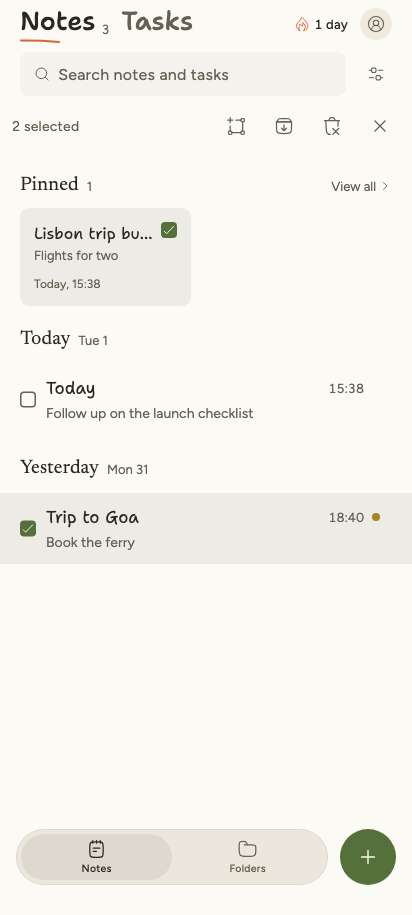 Notes 3 Tasks
1 day
Search notes and tasks
2 selected
Pinned 1
View all
Lisbon trip bu...
Flights for two
Today, 15:38
Today Tue 1
Today 15:38
Follow up on the launch checklist
Yesterday Mon 31
Trip to Goa 18:40
Book the ferry
Notes
Folders